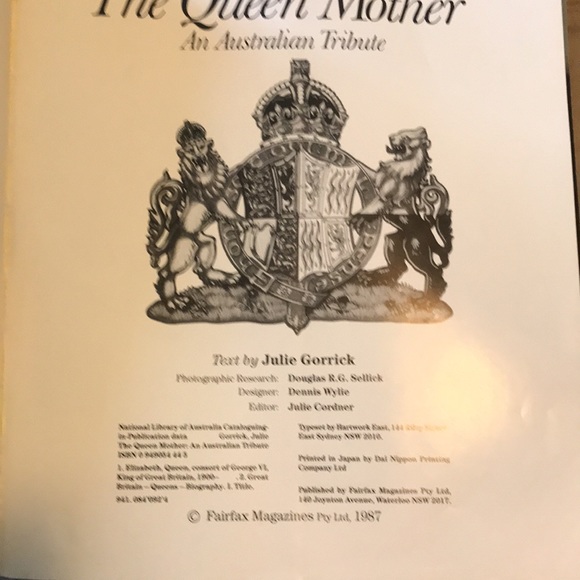 The Queen Mother
An Australian Tribute
Text by Julie Gorrick
Photographic Research: Douglas R.G. Sellick
Designer: Dennis Wylie
Editor: Julie Cordner
National Library of Australia Cataloguing-
in-Publication data Gorrick, Julie
The Queen Mother: An Australian Tribute
ISBN 0 949054 44 3
1. Elizabeth, Queen, consort of George VI,
King of Great Britain, 1900– . 2. Great
Britain – Queens – Biography. I. Title.
941. 084'092'4
Typeset by Hartwork East, 141
East Sydney NSW 2010.
Printed in Japan by Dai Nippon Printing
Company Ltd
Published by Fairfax Magazines Pty Ltd,
140 Joynton Avenue, Waterloo NSW 2017.
© Fairfax Magazines Pty Ltd, 1987